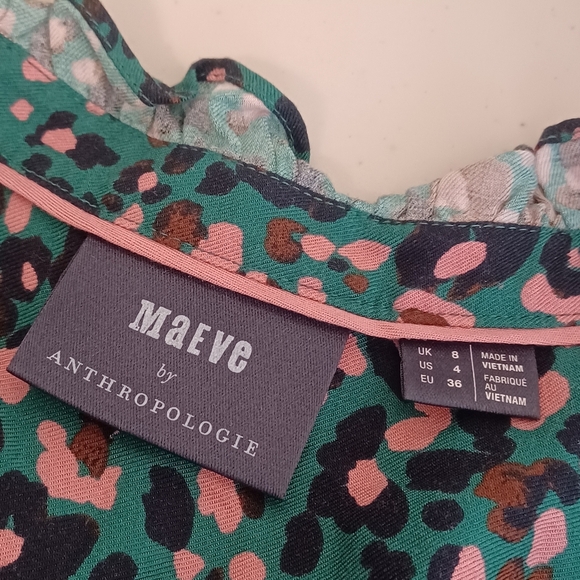 MaEVe
by
ANTHROPOLOGIE
UK 8
US 4
EU 36
MADE IN
VIETNAM
FABRIQUÉ
AU
VIETNAM